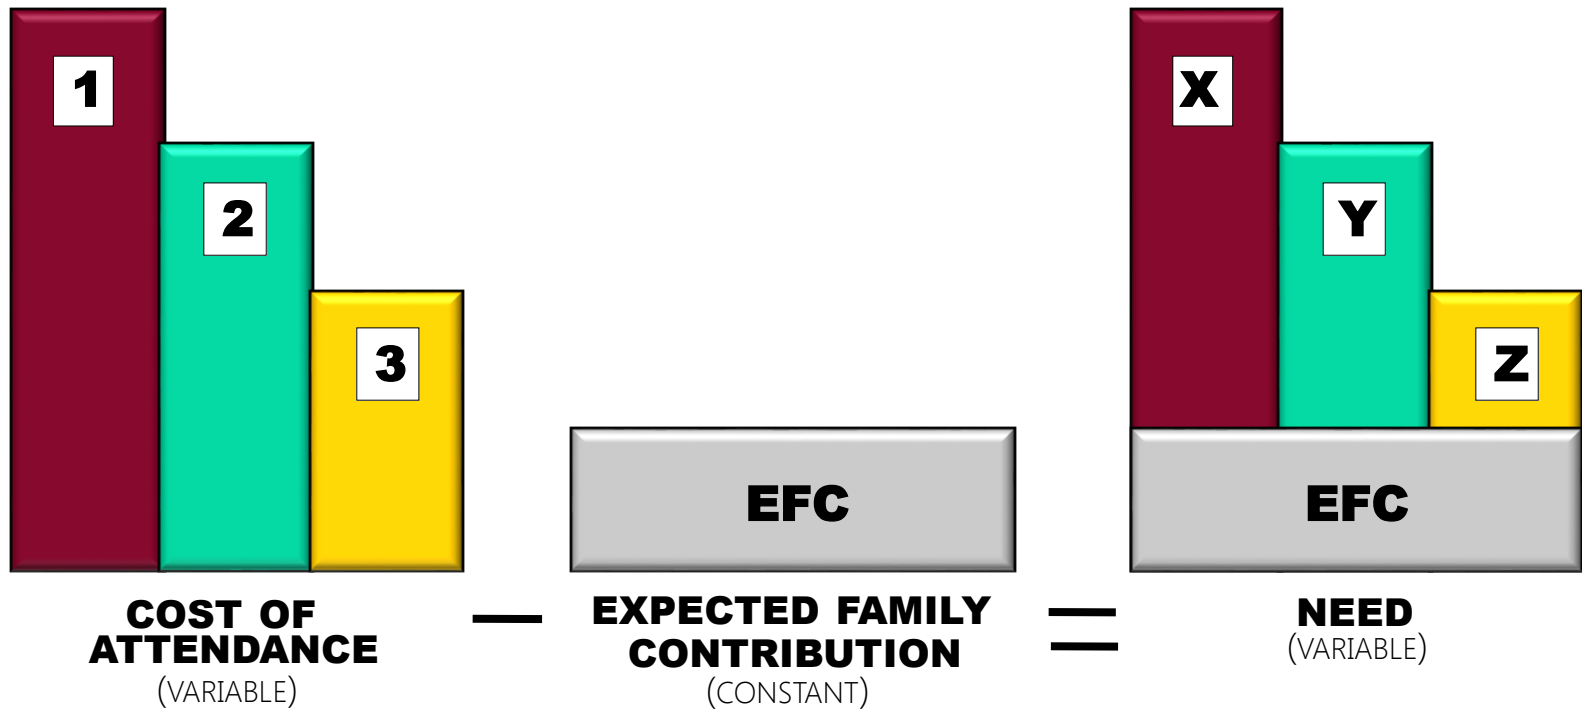 1
2
3
X
Y
Z
EFC
EFC
COST OF
ATTENDANCE
(VARIABLE)
—
EXPECTED FAMILY
CONTRIBUTION
(CONSTANT)
=
NEED
(VARIABLE)